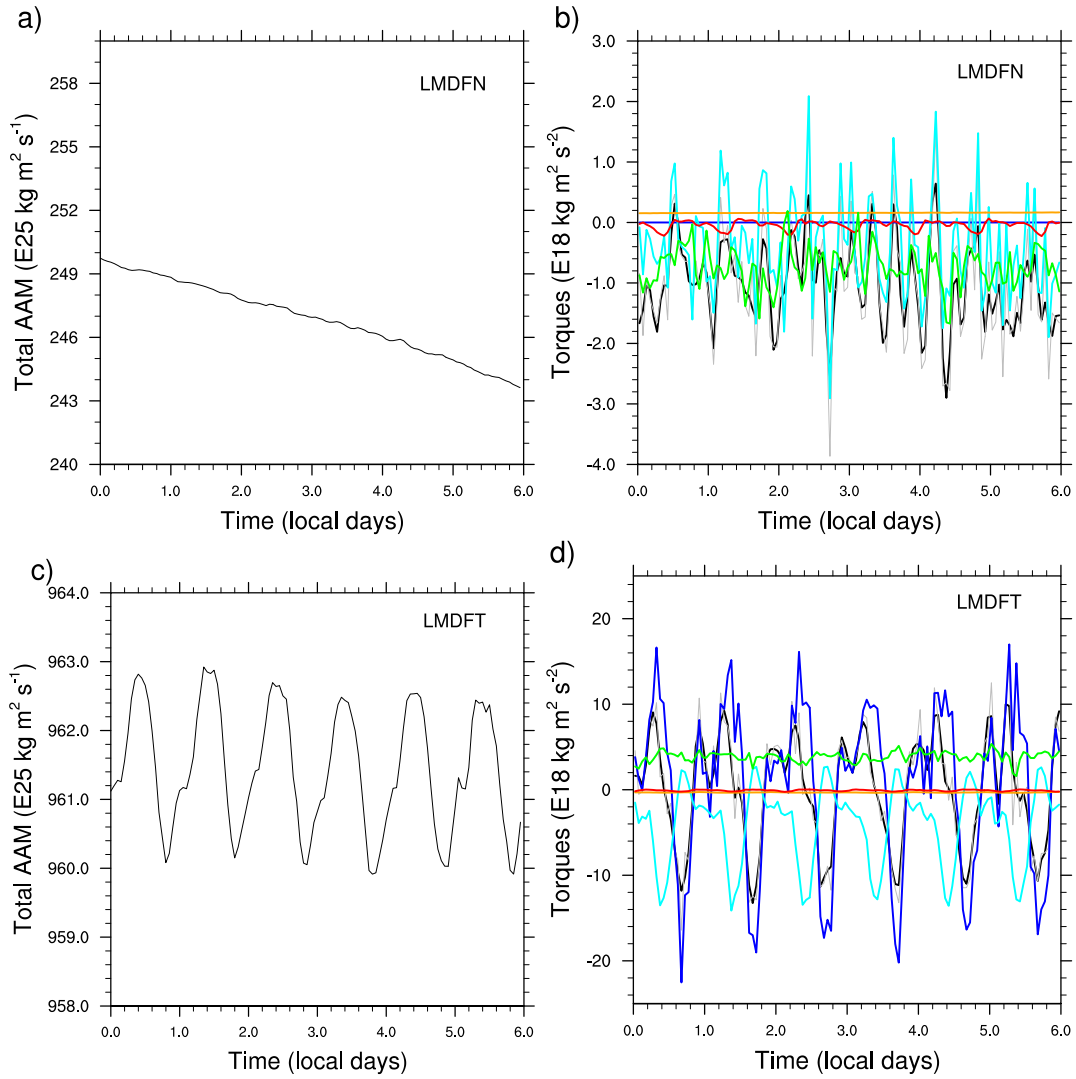 a)
LMDFN
Total AAM (E25 kg m² s⁻¹)
258
255
252
249
246
243
240
0.0 1.0 2.0 3.0 4.0 5.0 6.0
Time (local days)
b)
LMDFN
Torques (E18 kg m² s⁻²)
3.0
2.0
1.0
0.0
-1.0
-2.0
-3.0
-4.0
0.0 1.0 2.0 3.0 4.0 5.0 6.0
Time (local days)
c)
LMDFT
Total AAM (E25 kg m² s⁻¹)
964.0
963.0
962.0
961.0
960.0
959.0
958.0
0.0 1.0 2.0 3.0 4.0 5.0 6.0
Time (local days)
d)
LMDFT
Torques (E18 kg m² s⁻²)
20
10
0
-10
-20
0.0 1.0 2.0 3.0 4.0 5.0 6.0
Time (local days)